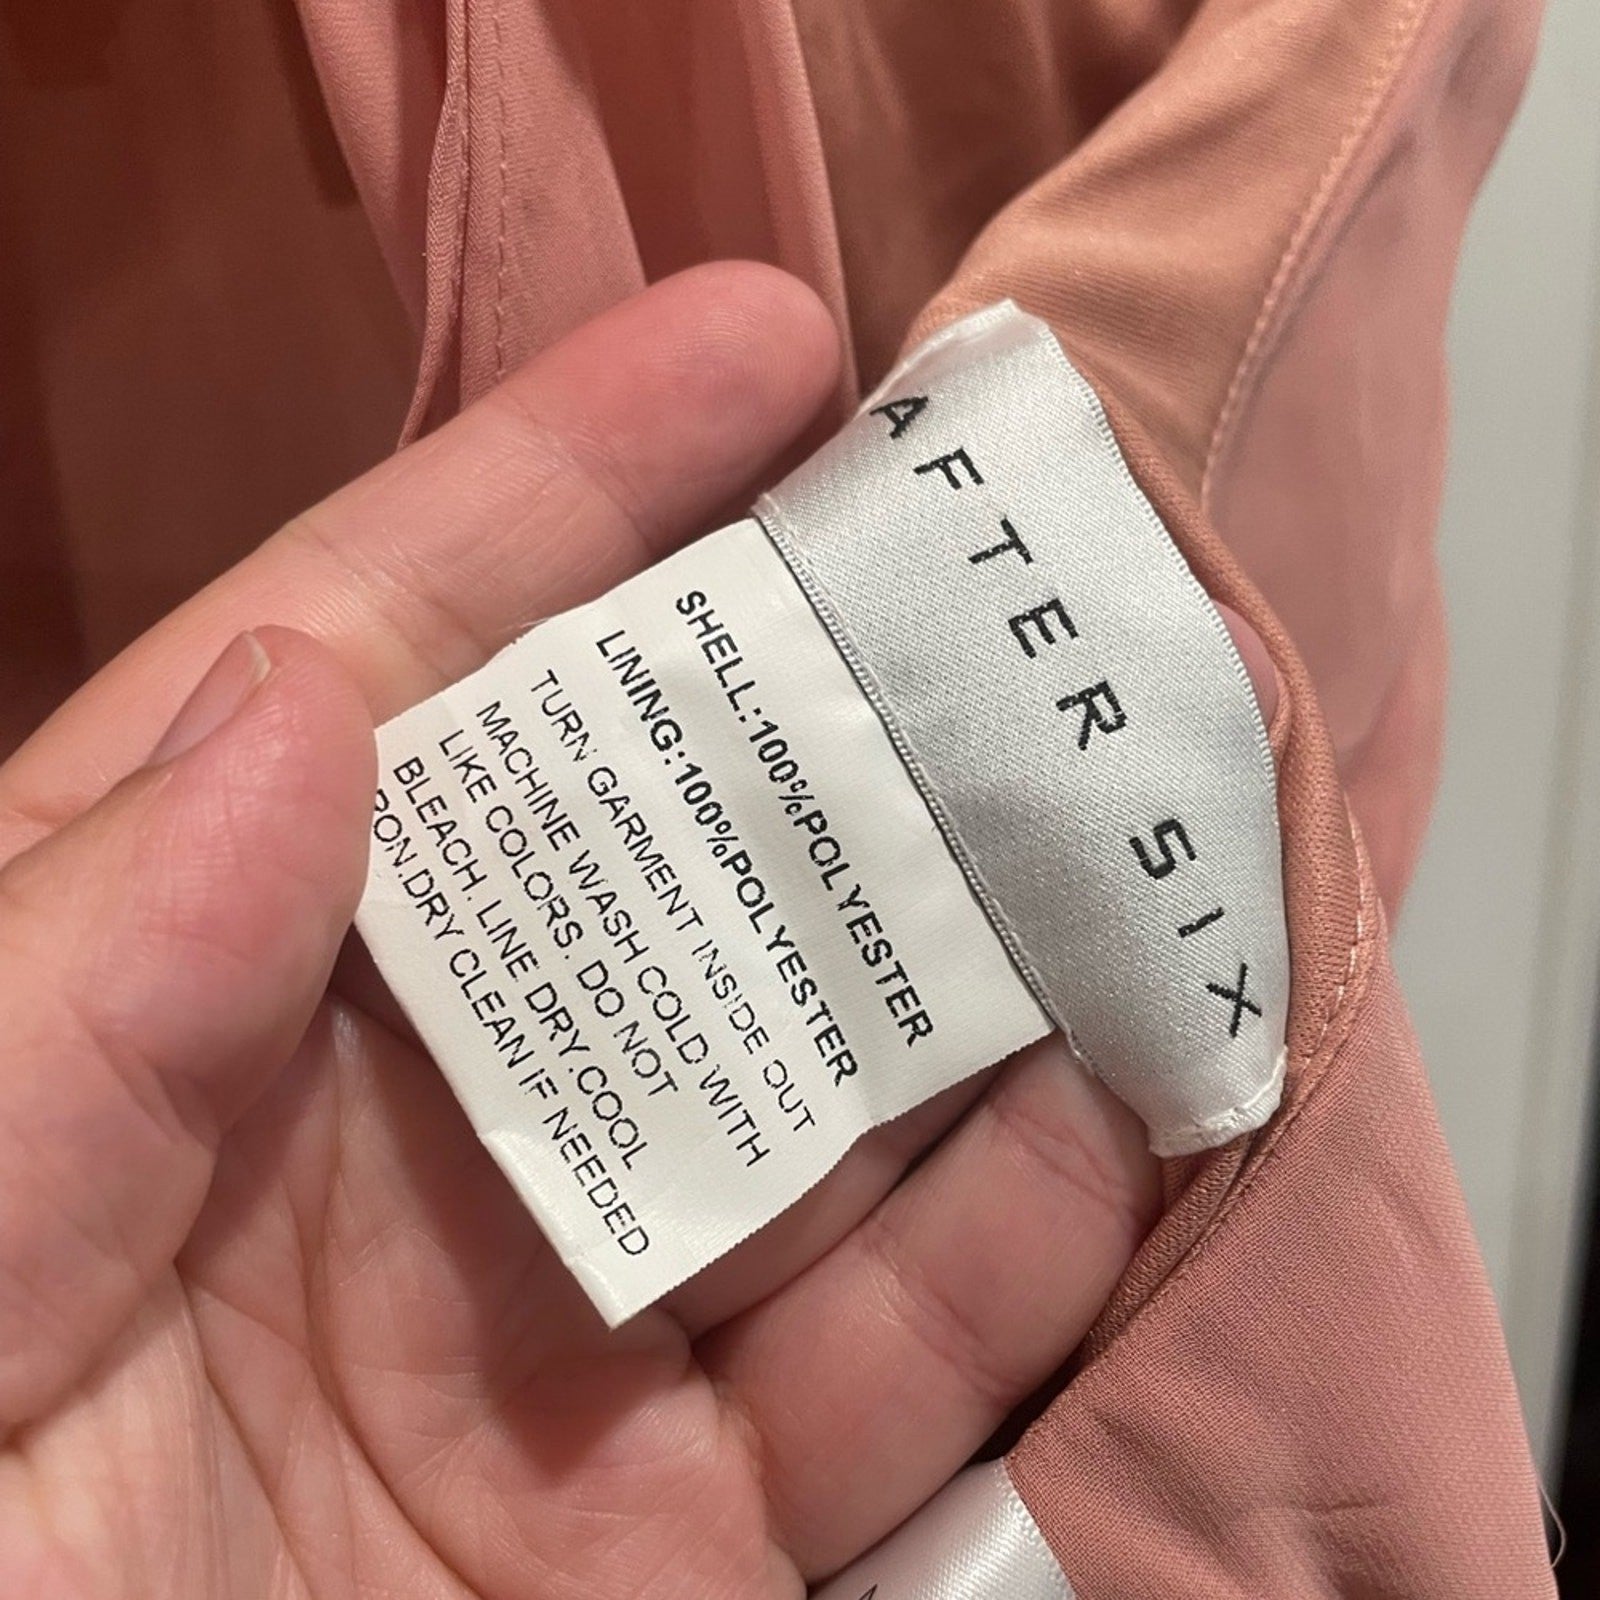 AFTER SIX
SHELL:100%POLYESTER
LINING:100%POLYESTER
TURN GARMENT INSIDE OUT
MACHINE WASH COLD WITH
LIKE COLORS. DO NOT
BLEACH. LINE DRY.COOL
IRON.DRY CLEAN IF NEEDED